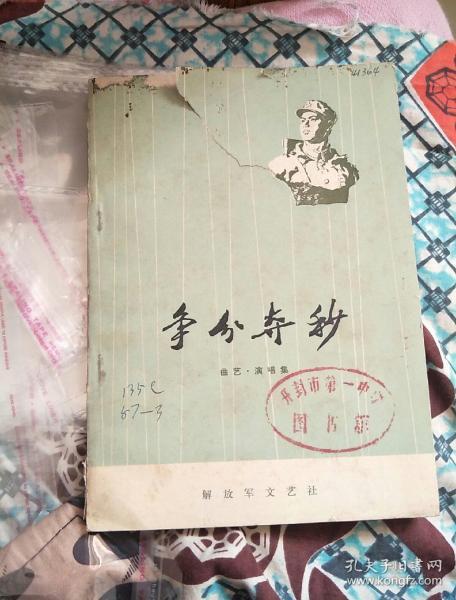 41364
争分夺秒
曲艺·演唱集
135C
67-3
开封市第一中学
图书馆
解放军文艺社
孔夫子旧书网
www.kongfz.com